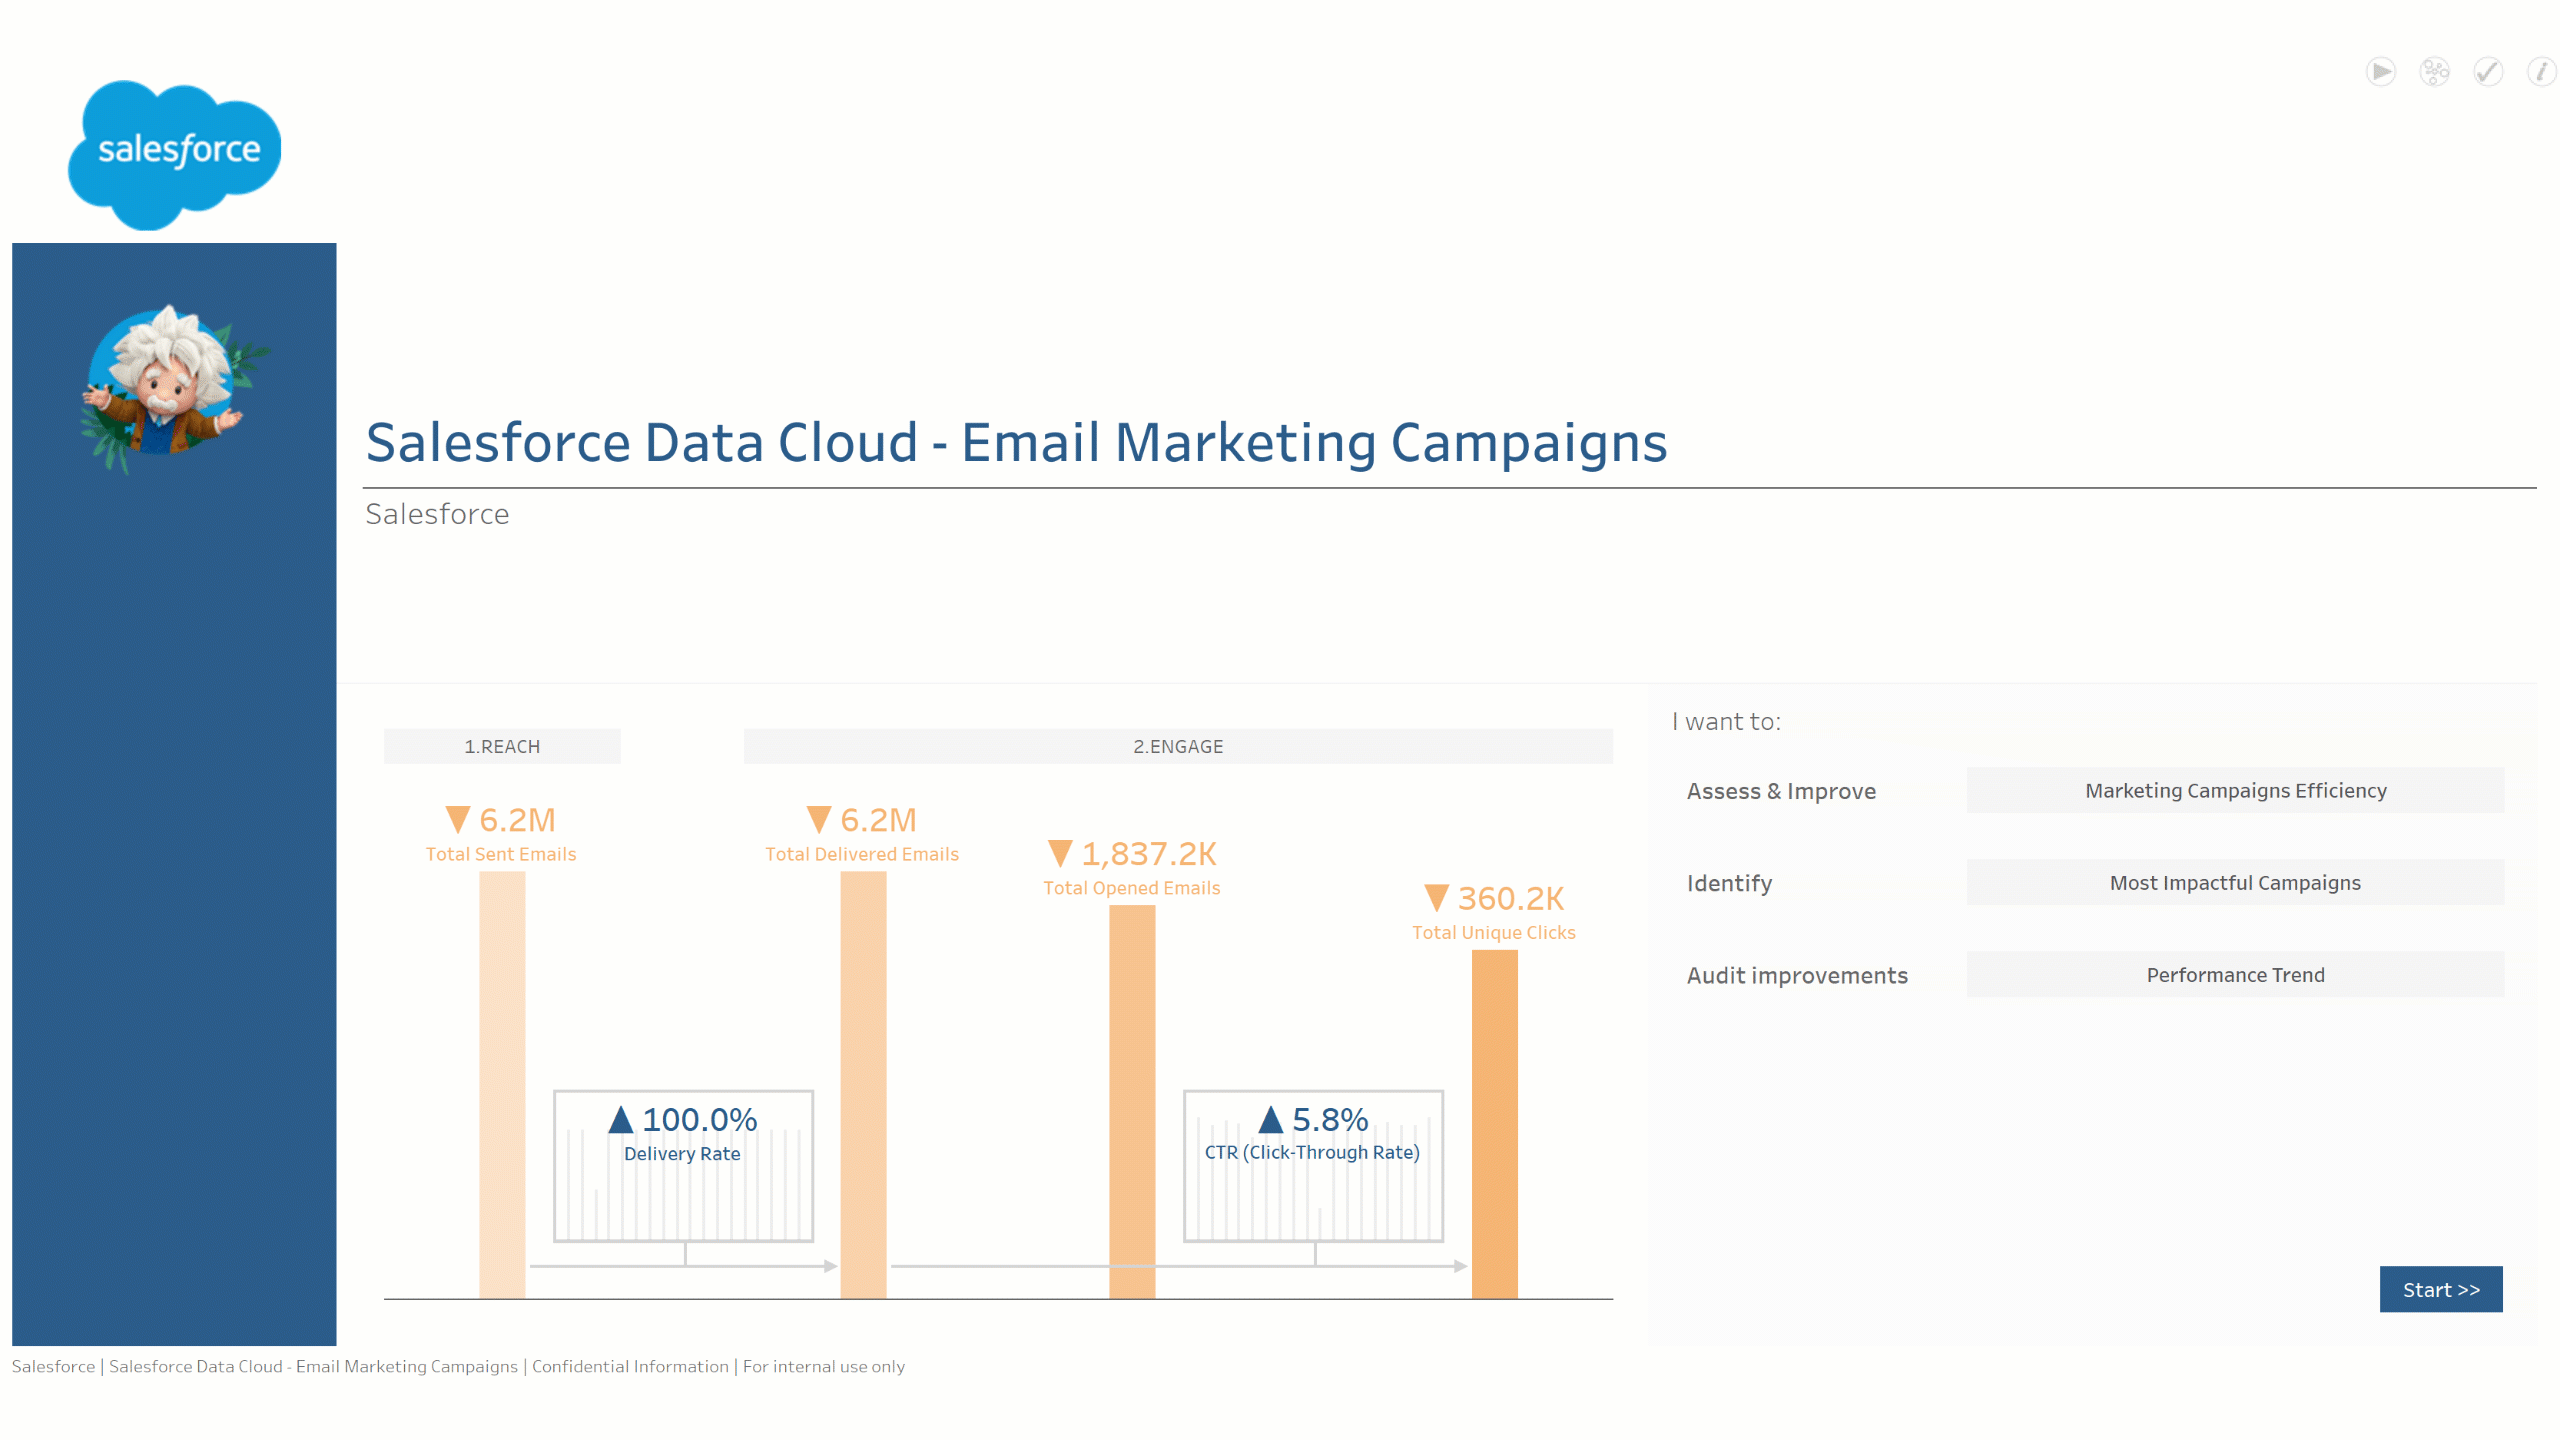 salesforce
Salesforce Data Cloud - Email Marketing Campaigns
Salesforce
1.REACH
2.ENGAGE
▼ 6.2M
Total Sent Emails
▼ 6.2M
Total Delivered Emails
▼ 1,837.2K
Total Opened Emails
▼ 360.2K
Total Unique Clicks
▲ 100.0%
Delivery Rate
▲ 5.8%
CTR (Click-Through Rate)
I want to:
Assess & Improve
Marketing Campaigns Efficiency
Identify
Most Impactful Campaigns
Audit improvements
Performance Trend
Start >>
Salesforce | Salesforce Data Cloud - Email Marketing Campaigns | Confidential Information | For internal use only